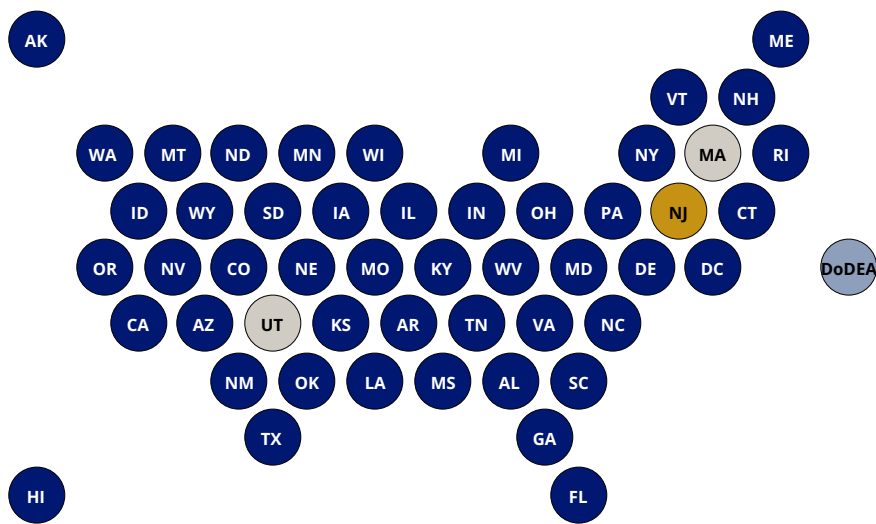 AK ME
VT NH
WA MT ND MN WI MI NY MA RI
ID WY SD IA IL IN OH PA NJ CT
OR NV CO NE MO KY WV MD DE DC DoDEA
CA AZ UT KS AR TN VA NC
NM OK LA MS AL SC
TX GA
HI FL